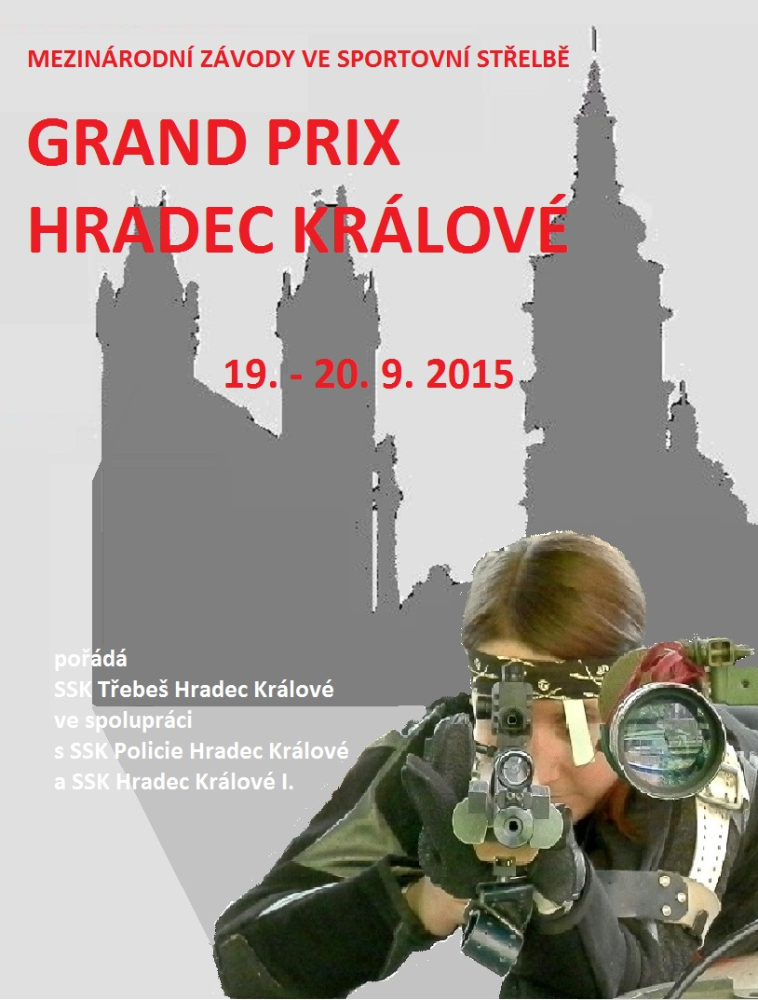 MEZINÁRODNÍ ZÁVODY VE SPORTOVNÍ STŘELBĚ
GRAND PRIX
HRADEC KRÁLOVÉ
19. - 20. 9. 2015
pořádá
SSK Třebeš Hradec Králové
ve spolupráci
s SSK Policie Hradec Králové
a SSK Hradec Králové I.